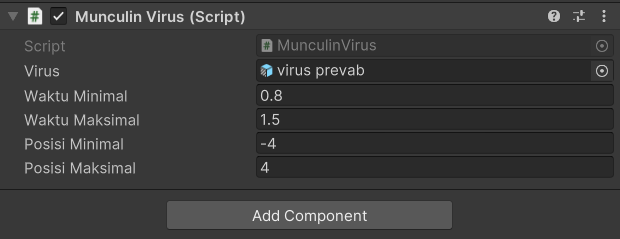 Munculin Virus (Script)
Script MunculinVirus
Virus virus prevab
Waktu Minimal 0.8
Waktu Maksimal 1.5
Posisi Minimal -4
Posisi Maksimal 4
Add Component